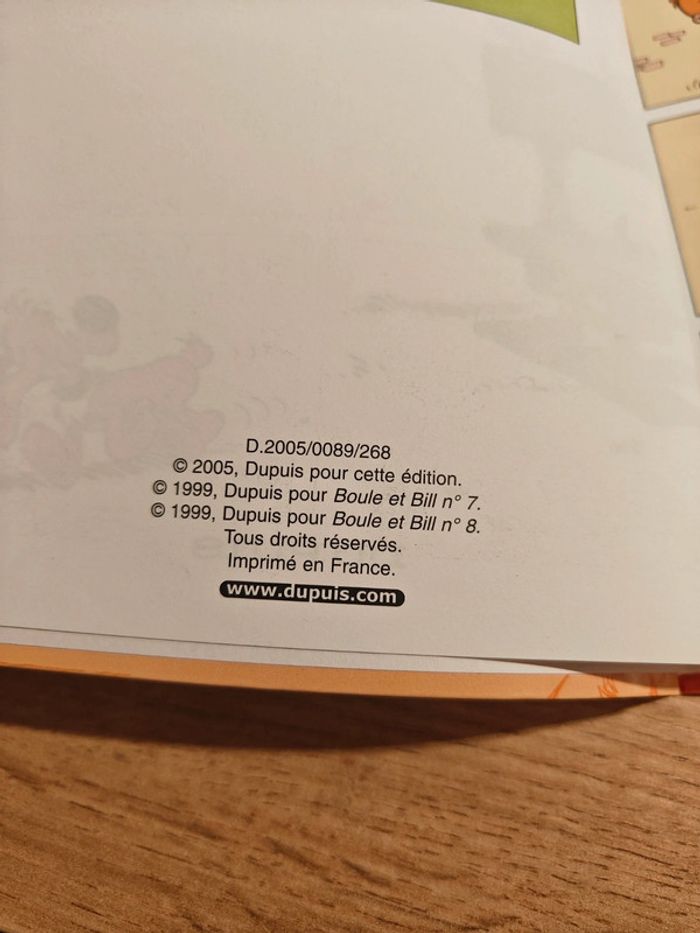 D.2005/0089/268
© 2005, Dupuis pour cette édition.
© 1999, Dupuis pour Boule et Bill n° 7.
© 1999, Dupuis pour Boule et Bill n° 8.
Tous droits réservés.
Imprimé en France.
www.dupuis.com